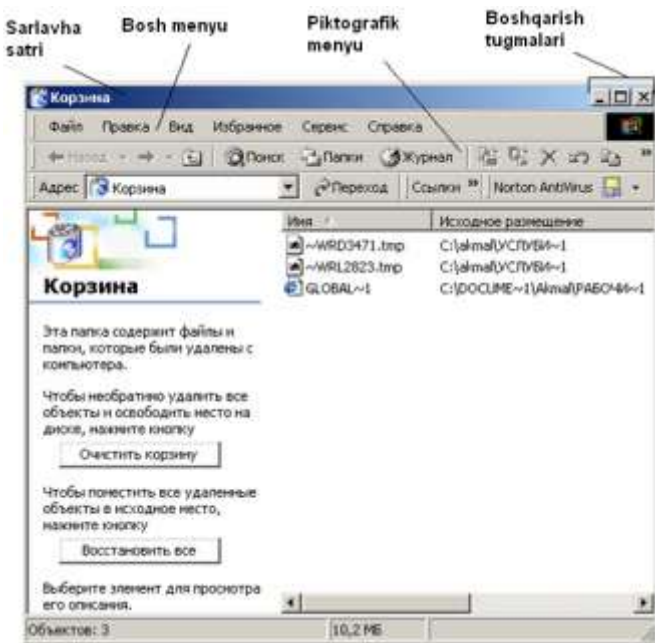 Sarlavha satri
Bosh menyu
Piktografik menyu
Boshqarish tugmalari
Корзина
Файл Правка Вид Избранное Сервис Справка
Назад Поиск Папки Журнал »
Адрес Корзина Переход Ссылки » Norton AntiVirus
Имя Исходное размещение
~WRD3471.tmp C:\akmal\УСЛУБИ~1
~WRL2823.tmp C:\akmal\УСЛУБИ~1
GLOBAL~1 C:\DOCUME~1\Akmal\РАБОЧИ~1
Корзина
Эта папка содержит файлы и
папки, которые были удалены с
компьютера.
Чтобы необратимо удалить все
объекты и освободить место на
диске, нажмите кнопку
Очистить корзину
Чтобы поместить все удаленные
объекты в исходное место,
нажмите кнопку
Восстановить все
Выберите элемент для просмотра
его описания.
Объектов: 3 10,2 МБ